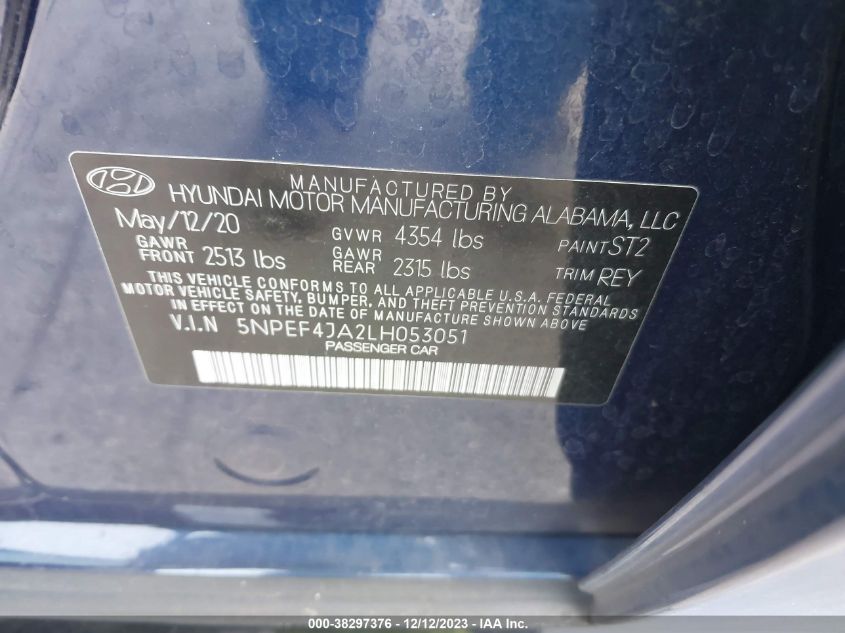 MANUFACTURED BY
HYUNDAI MOTOR MANUFACTURING ALABAMA, LLC
May/12/20
GAWR FRONT 2513 lbs
GVWR 4354 lbs
GAWR REAR 2315 lbs
PAINT ST2
TRIM REY
THIS VEHICLE CONFORMS TO ALL APPLICABLE U.S.A. FEDERAL
MOTOR VEHICLE SAFETY, BUMPER, AND THEFT PREVENTION STANDARDS
IN EFFECT ON THE DATE OF MANUFACTURE SHOWN ABOVE.
V.I.N 5NPEF4JA2LH053051
PASSENGER CAR
000-38297376 - 12/12/2023 - IAA Inc.